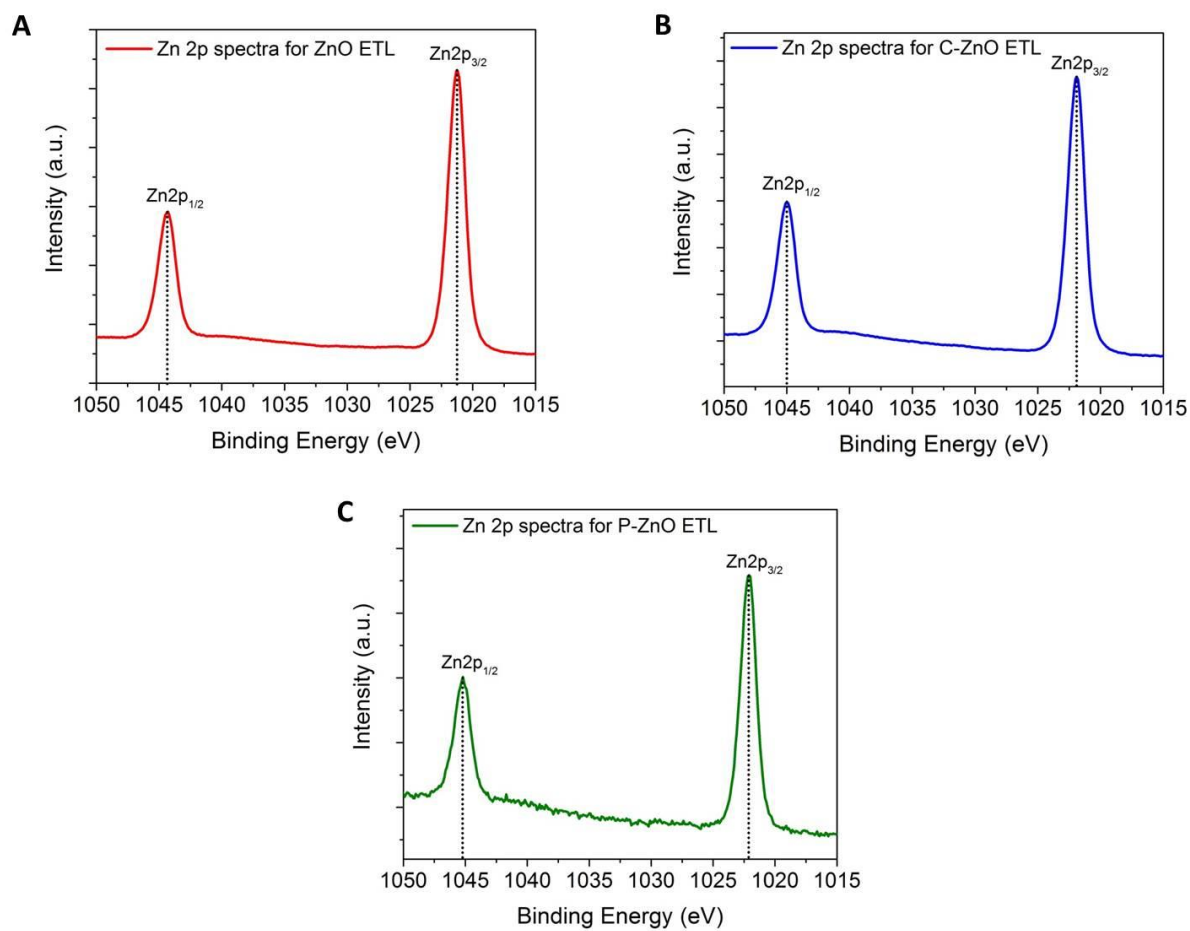 A
Zn 2p spectra for ZnO ETL
Zn2p3/2
Zn2p1/2
Intensity (a.u.)
1050 1045 1040 1035 1030 1025 1020 1015
Binding Energy (eV)
B
Zn 2p spectra for C-ZnO ETL
Zn2p3/2
Zn2p1/2
Intensity (a.u.)
1050 1045 1040 1035 1030 1025 1020 1015
Binding Energy (eV)
C
Zn 2p spectra for P-ZnO ETL
Zn2p3/2
Zn2p1/2
Intensity (a.u.)
1050 1045 1040 1035 1030 1025 1020 1015
Binding Energy (eV)